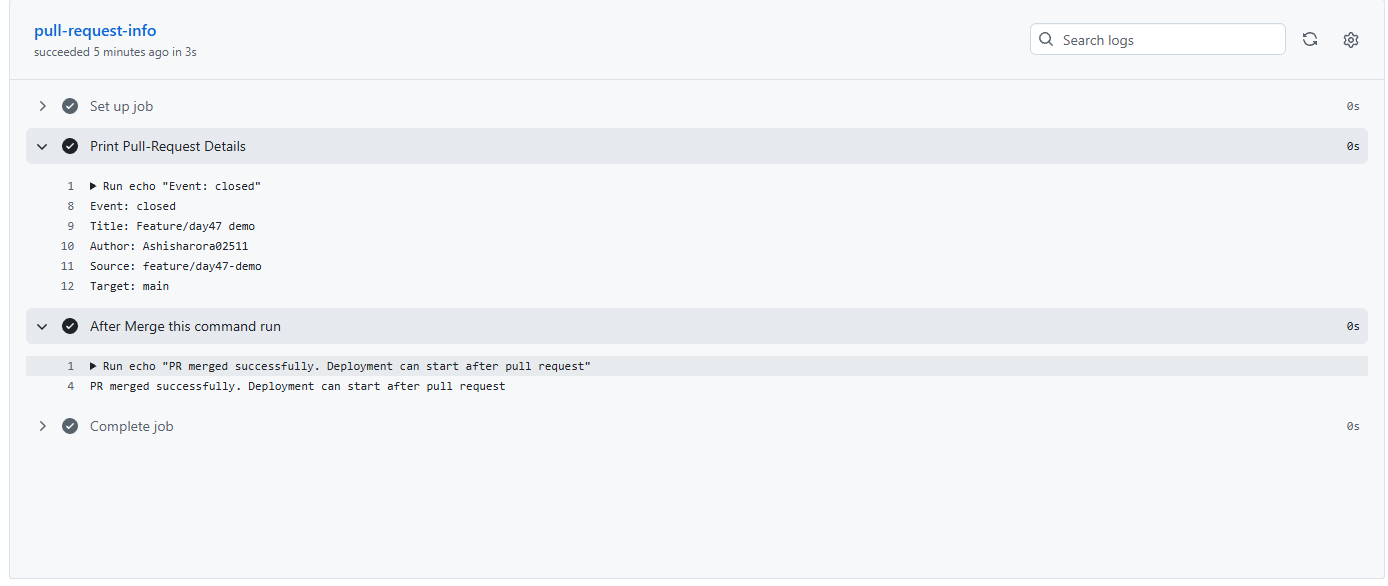 pull-request-info
succeeded 5 minutes ago in 3s
Search logs
Set up job 0s
Print Pull-Request Details 0s
1 Run echo "Event: closed"
8 Event: closed
9 Title: Feature/day47 demo
10 Author: Ashisharora02511
11 Source: feature/day47-demo
12 Target: main
After Merge this command run 0s
1 Run echo "PR merged successfully. Deployment can start after pull request"
4 PR merged successfully. Deployment can start after pull request
Complete job 0s